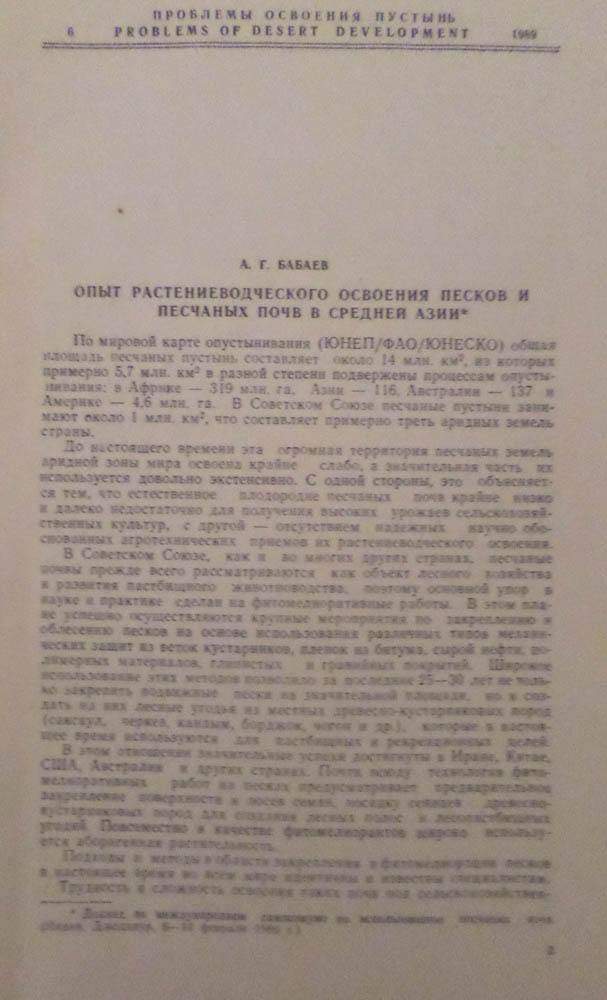 ПРОБЛЕМЫ ОСВОЕНИЯ ПУСТЫНЬ
6 PROBLEMS OF DESERT DEVELOPMENT 1989
А. Г. БАБАЕВ
ОПЫТ РАСТЕНИЕВОДЧЕСКОГО ОСВОЕНИЯ ПЕСКОВ И
ПЕСЧАНЫХ ПОЧВ В СРЕДНЕЙ АЗИИ*
По мировой карте опустынивания (ЮНЕП/ФАО/ЮНЕСКО) общая
площадь песчаных пустынь составляет около 14 млн. км², из которых
примерно 5,7 млн. км² в разной степени подвержены процессам опусты-
нивания: в Африке — 319 млн. га, Азии — 116, Австралии — 137 и
Америке — 4,6 млн. га. В Советском Союзе песчаные пустыни зани-
мают около 1 млн. км², что составляет примерно треть аридных земель
страны.
До настоящего времени эта огромная территория песчаных земель
аридной зоны мира освоена крайне слабо, а значительная часть их
используется довольно экстенсивно. С одной стороны, это объясняет-
ся тем, что естественное плодородие песчаных почв крайне низко
и далеко недостаточно для получения высоких урожаев сельскохозяй-
ственных культур, с другой — отсутствием надежных научно обо-
снованных агротехнических приемов их растениеводческого освоения.
В Советском Союзе, как и во многих других странах, песчаные
почвы прежде всего рассматриваются как объект лесного хозяйства
и развития пастбищного животноводства, поэтому основной упор в
науке и практике сделан на фитомелиоративные работы. В этом пла-
не успешно осуществляются крупные мероприятия по закреплению и
облесению песков на основе использования различных типов механи-
ческих защит из веток кустарников, пленок из битума, сырой нефти, по-
лимерных материалов, глинистых и гравийных покрытий. Широкое
использование этих методов позволило за последние 25—30 лет не толь-
ко закрепить подвижные пески на значительной площади, но и соз-
дать на них лесные угодья из местных древесно-кустарниковых пород
(саксаул, черкез, кандым, борджок, чогон и др.), которые в настоя-
щее время используются для пастбищных и рекреационных целей.
В этом отношении значительные успехи достигнуты в Иране, Китае,
США, Австралии и других странах. Почти всюду технология фито-
мелиоративных работ на песках предусматривает предварительное
закрепление поверхности и посев семян, посадку сеянцев древесно-
кустарниковых пород для создания лесных полос и лесопастбищных
угодий. Повсеместно в качестве фитомелиорантов широко использу-
ется аборигенная растительность.
Подходы и методы в области закрепления и фитомелиорации песков
в настоящее время во всем мире идентичны и известны специалистам.
Трудность и сложность освоения таких почв под сельскохозяйствен-
* Доклад на международном симпозиуме по использованию песчаных почв
Джодхпур, февраля
3